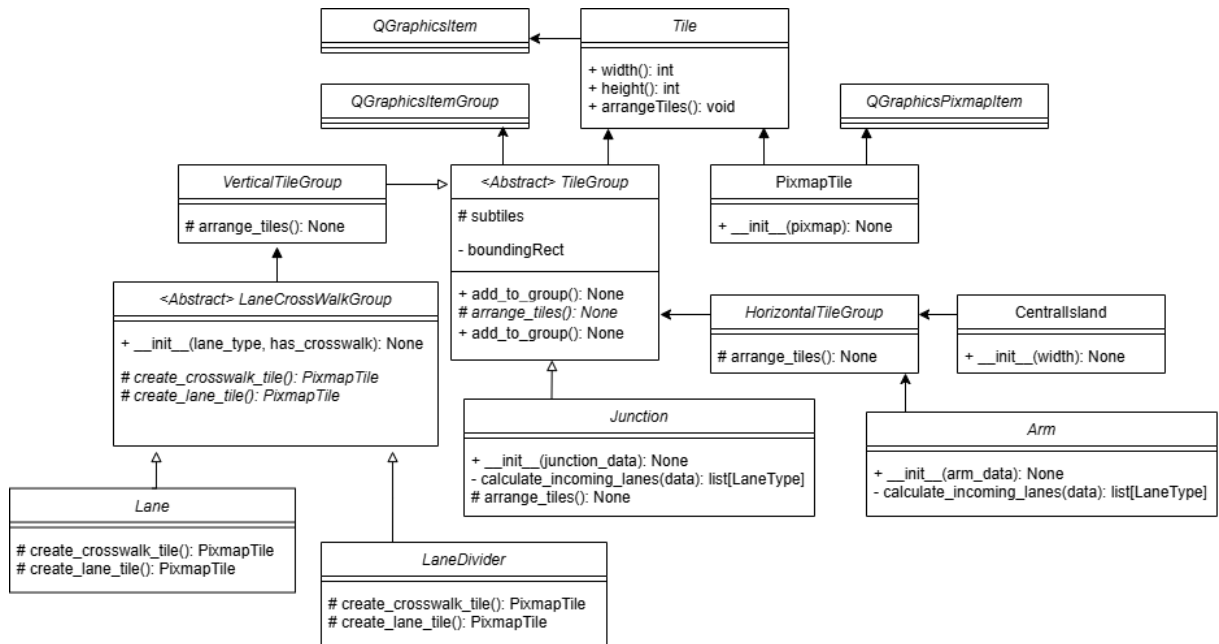 QGraphicsItem
Tile
+ width(): int
+ height(): int
+ arrangeTiles(): void
QGraphicsItemGroup
QGraphicsPixmapItem
VerticalTileGroup
# arrange_tiles(): None
<Abstract> TileGroup
# subtiles
- boundingRect
+ add_to_group(): None
# arrange_tiles(): None
+ add_to_group(): None
PixmapTile
+ __init__(pixmap): None
<Abstract> LaneCrossWalkGroup
+ __init__(lane_type, has_crosswalk): None
# create_crosswalk_tile(): PixmapTile
# create_lane_tile(): PixmapTile
HorizontalTileGroup
# arrange_tiles(): None
CentralIsland
+ __init__(width): None
Junction
+ __init__(junction_data): None
- calculate_incoming_lanes(data): list[LaneType]
# arrange_tiles(): None
Arm
+ __init__(arm_data): None
- calculate_incoming_lanes(data): list[LaneType]
Lane
# create_crosswalk_tile(): PixmapTile
# create_lane_tile(): PixmapTile
LaneDivider
# create_crosswalk_tile(): PixmapTile
# create_lane_tile(): PixmapTile